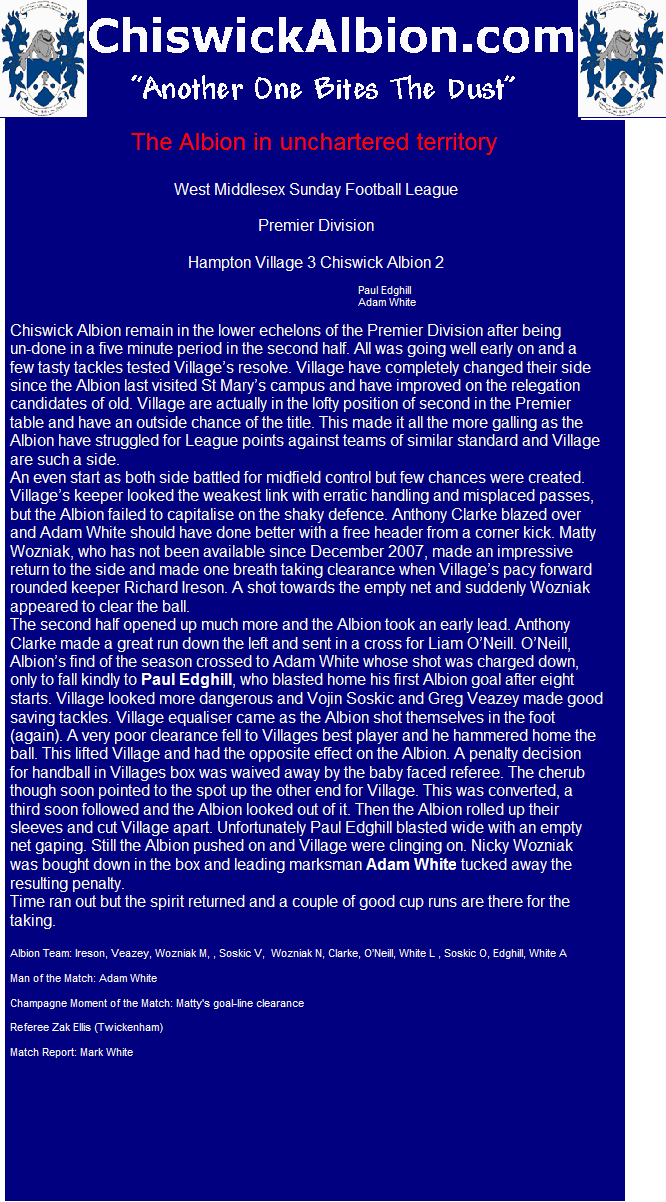 ChiswickAlbion.com
“Another One Bites The Dust”
The Albion in unchartered territory
West Middlesex Sunday Football League
Premier Division
Hampton Village 3 Chiswick Albion 2
Paul Edghill
Adam White
Chiswick Albion remain in the lower echelons of the Premier Division after being
un-done in a five minute period in the second half. All was going well early on and a
few tasty tackles tested Village’s resolve. Village have completely changed their side
since the Albion last visited St Mary’s campus and have improved on the relegation
candidates of old. Village are actually in the lofty position of second in the Premier
table and have an outside chance of the title. This made it all the more galling as the
Albion have struggled for League points against teams of similar standard and Village
are such a side.
An even start as both side battled for midfield control but few chances were created.
Village’s keeper looked the weakest link with erratic handling and misplaced passes,
but the Albion failed to capitalise on the shaky defence. Anthony Clarke blazed over
and Adam White should have done better with a free header from a corner kick. Matty
Wozniak, who has not been available since December 2007, made an impressive
return to the side and made one breath taking clearance when Village’s pacy forward
rounded keeper Richard Ireson. A shot towards the empty net and suddenly Wozniak
appeared to clear the ball.
The second half opened up much more and the Albion took an early lead. Anthony
Clarke made a great run down the left and sent in a cross for Liam O’Neill. O’Neill,
Albion’s find of the season crossed to Adam White whose shot was charged down,
only to fall kindly to Paul Edghill, who blasted home his first Albion goal after eight
starts. Village looked more dangerous and Vojin Soskic and Greg Veazey made good
saving tackles. Village equaliser came as the Albion shot themselves in the foot
(again). A very poor clearance fell to Villages best player and he hammered home the
ball. This lifted Village and had the opposite effect on the Albion. A penalty decision
for handball in Villages box was waived away by the baby faced referee. The cherub
though soon pointed to the spot up the other end for Village. This was converted, a
third soon followed and the Albion looked out of it. Then the Albion rolled up their
sleeves and cut Village apart. Unfortunately Paul Edghill blasted wide with an empty
net gaping. Still the Albion pushed on and Village were clinging on. Nicky Wozniak
was bought down in the box and leading marksman Adam White tucked away the
resulting penalty.
Time ran out but the spirit returned and a couple of good cup runs are there for the
taking.
Albion Team: Ireson, Veazey, Wozniak M, , Soskic V, Wozniak N, Clarke, O'Neill, White L , Soskic O, Edghill, White A
Man of the Match: Adam White
Champagne Moment of the Match: Matty's goal-line clearance
Referee Zak Ellis (Twickenham)
Match Report: Mark White